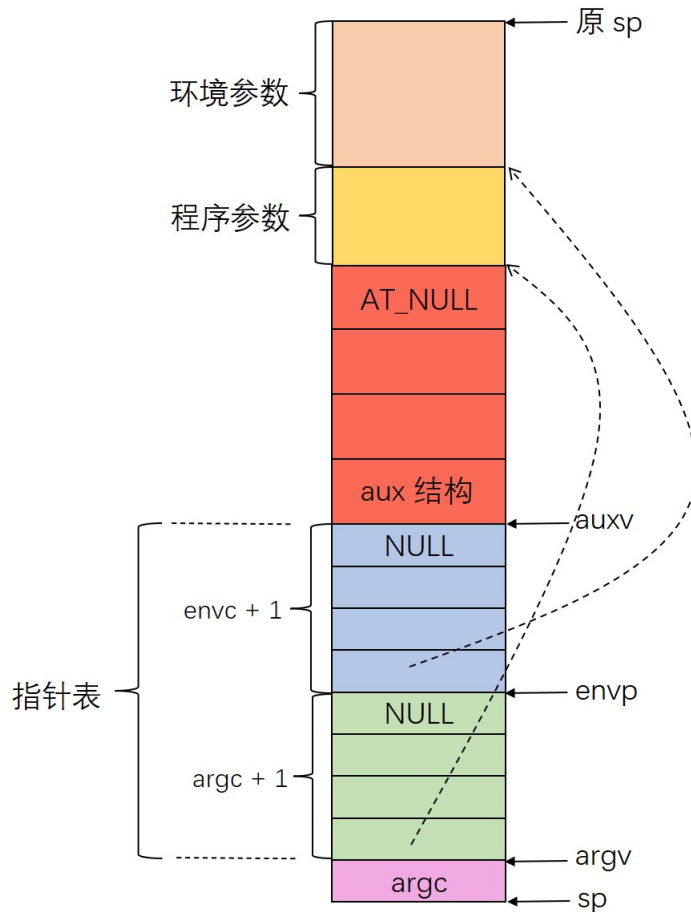 原 sp
环境参数
程序参数
AT_NULL
aux 结构
auxv
NULL
envc + 1
指针表
envp
NULL
argc + 1
argv
argc
sp